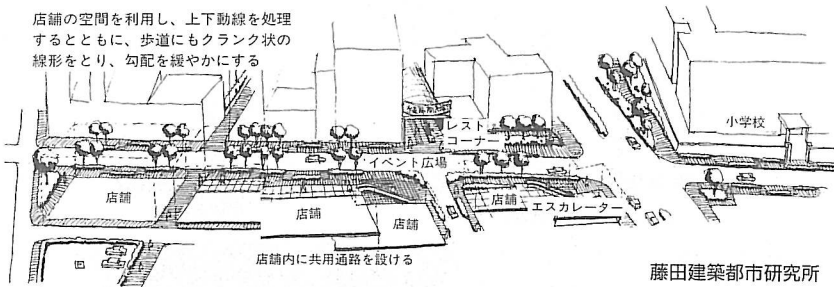 店舗の空間を利用し、上下動線を処理
するとともに、歩道にもクランク状の
線形をとり、勾配を緩やかにする
レスト
コーナー
小学校
イベント広場
店舗
店舗
店舗
店舗
エスカレーター
店舗内に共用通路を設ける
藤田建築都市研究所